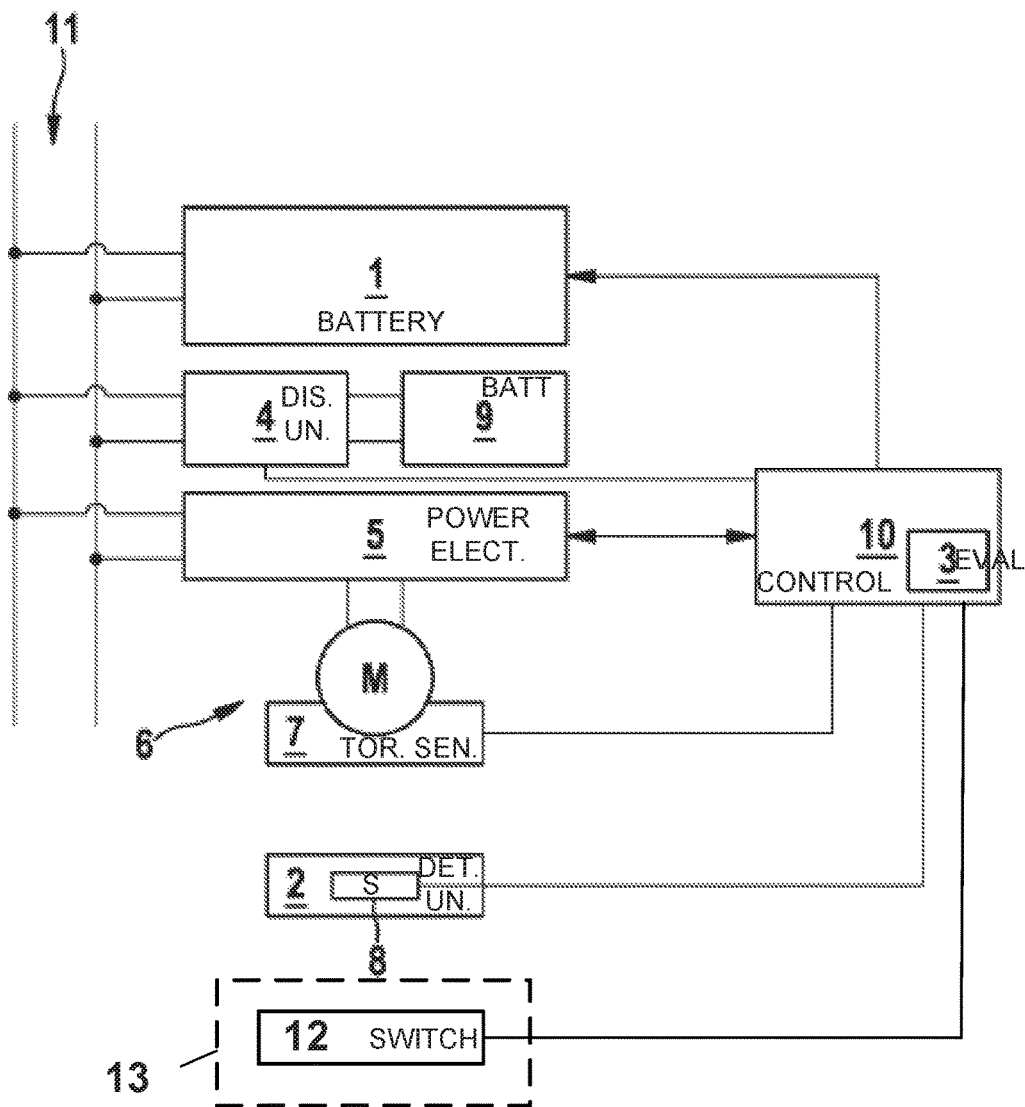 11
1
BATTERY
DIS.
4
UN.
BATT
9
POWER
5
ELECT.
10
3
EVAL
CONTROL
M
6
7
TOR. SEN.
2
S
DET.
UN.
8
12
SWITCH
13